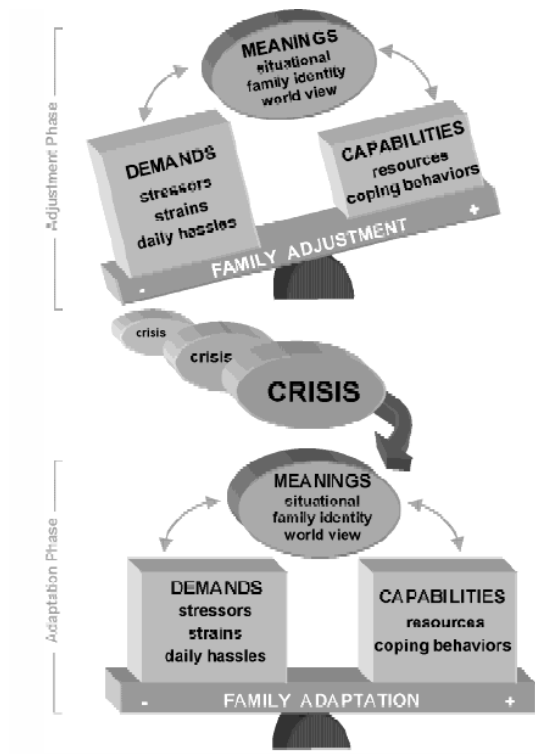 Adjustment Phase
MEANINGS
situational
family identity
world view
DEMANDS
stressors
strains
daily hassles
CAPABILITIES
resources
coping behaviors
- FAMILY ADJUSTMENT +
crisis
crisis
CRISIS
Adaptation Phase
MEANINGS
situational
family identity
world view
DEMANDS
stressors
strains
daily hassles
CAPABILITIES
resources
coping behaviors
- FAMILY ADAPTATION +